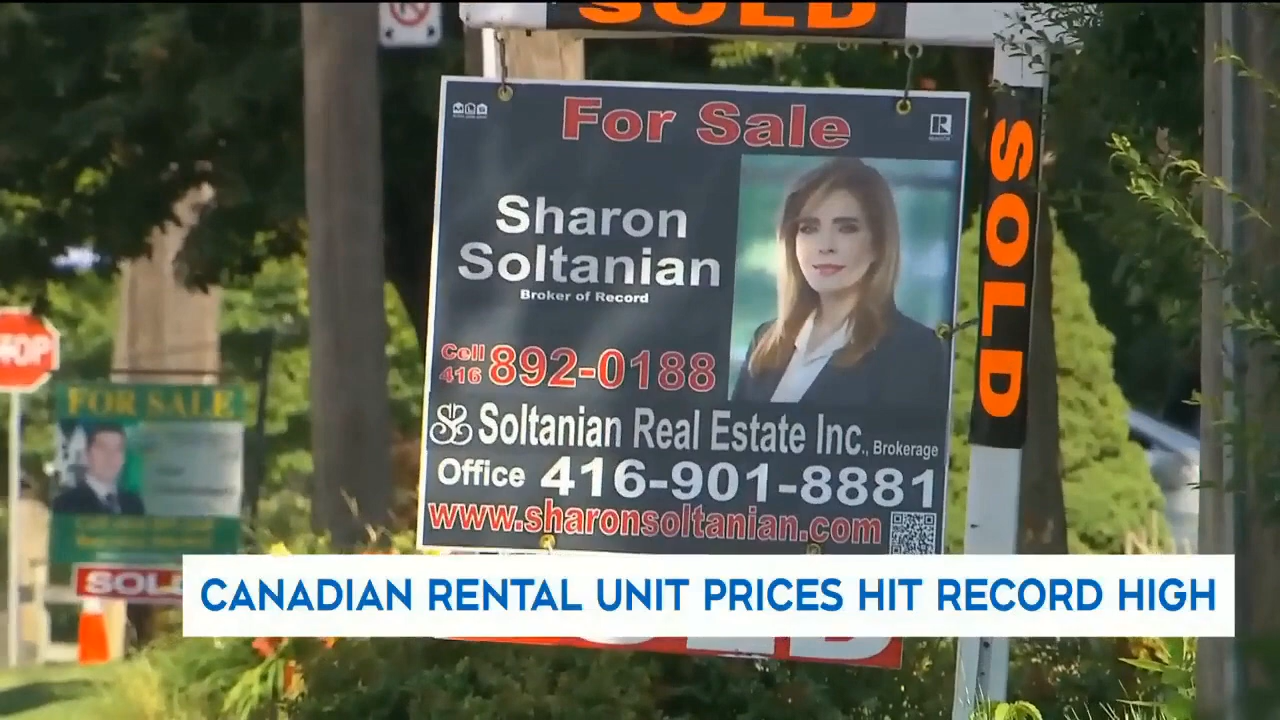 SOLD
For Sale
Sharon
Soltanian
Broker of Record
Cell
416 892-0188
Soltanian Real Estate Inc., Brokerage
Office 416-901-8881
www.sharonsoltanian.com
SOLD
STOP
FOR SALE
SOLD
CANADIAN RENTAL UNIT PRICES HIT RECORD HIGH